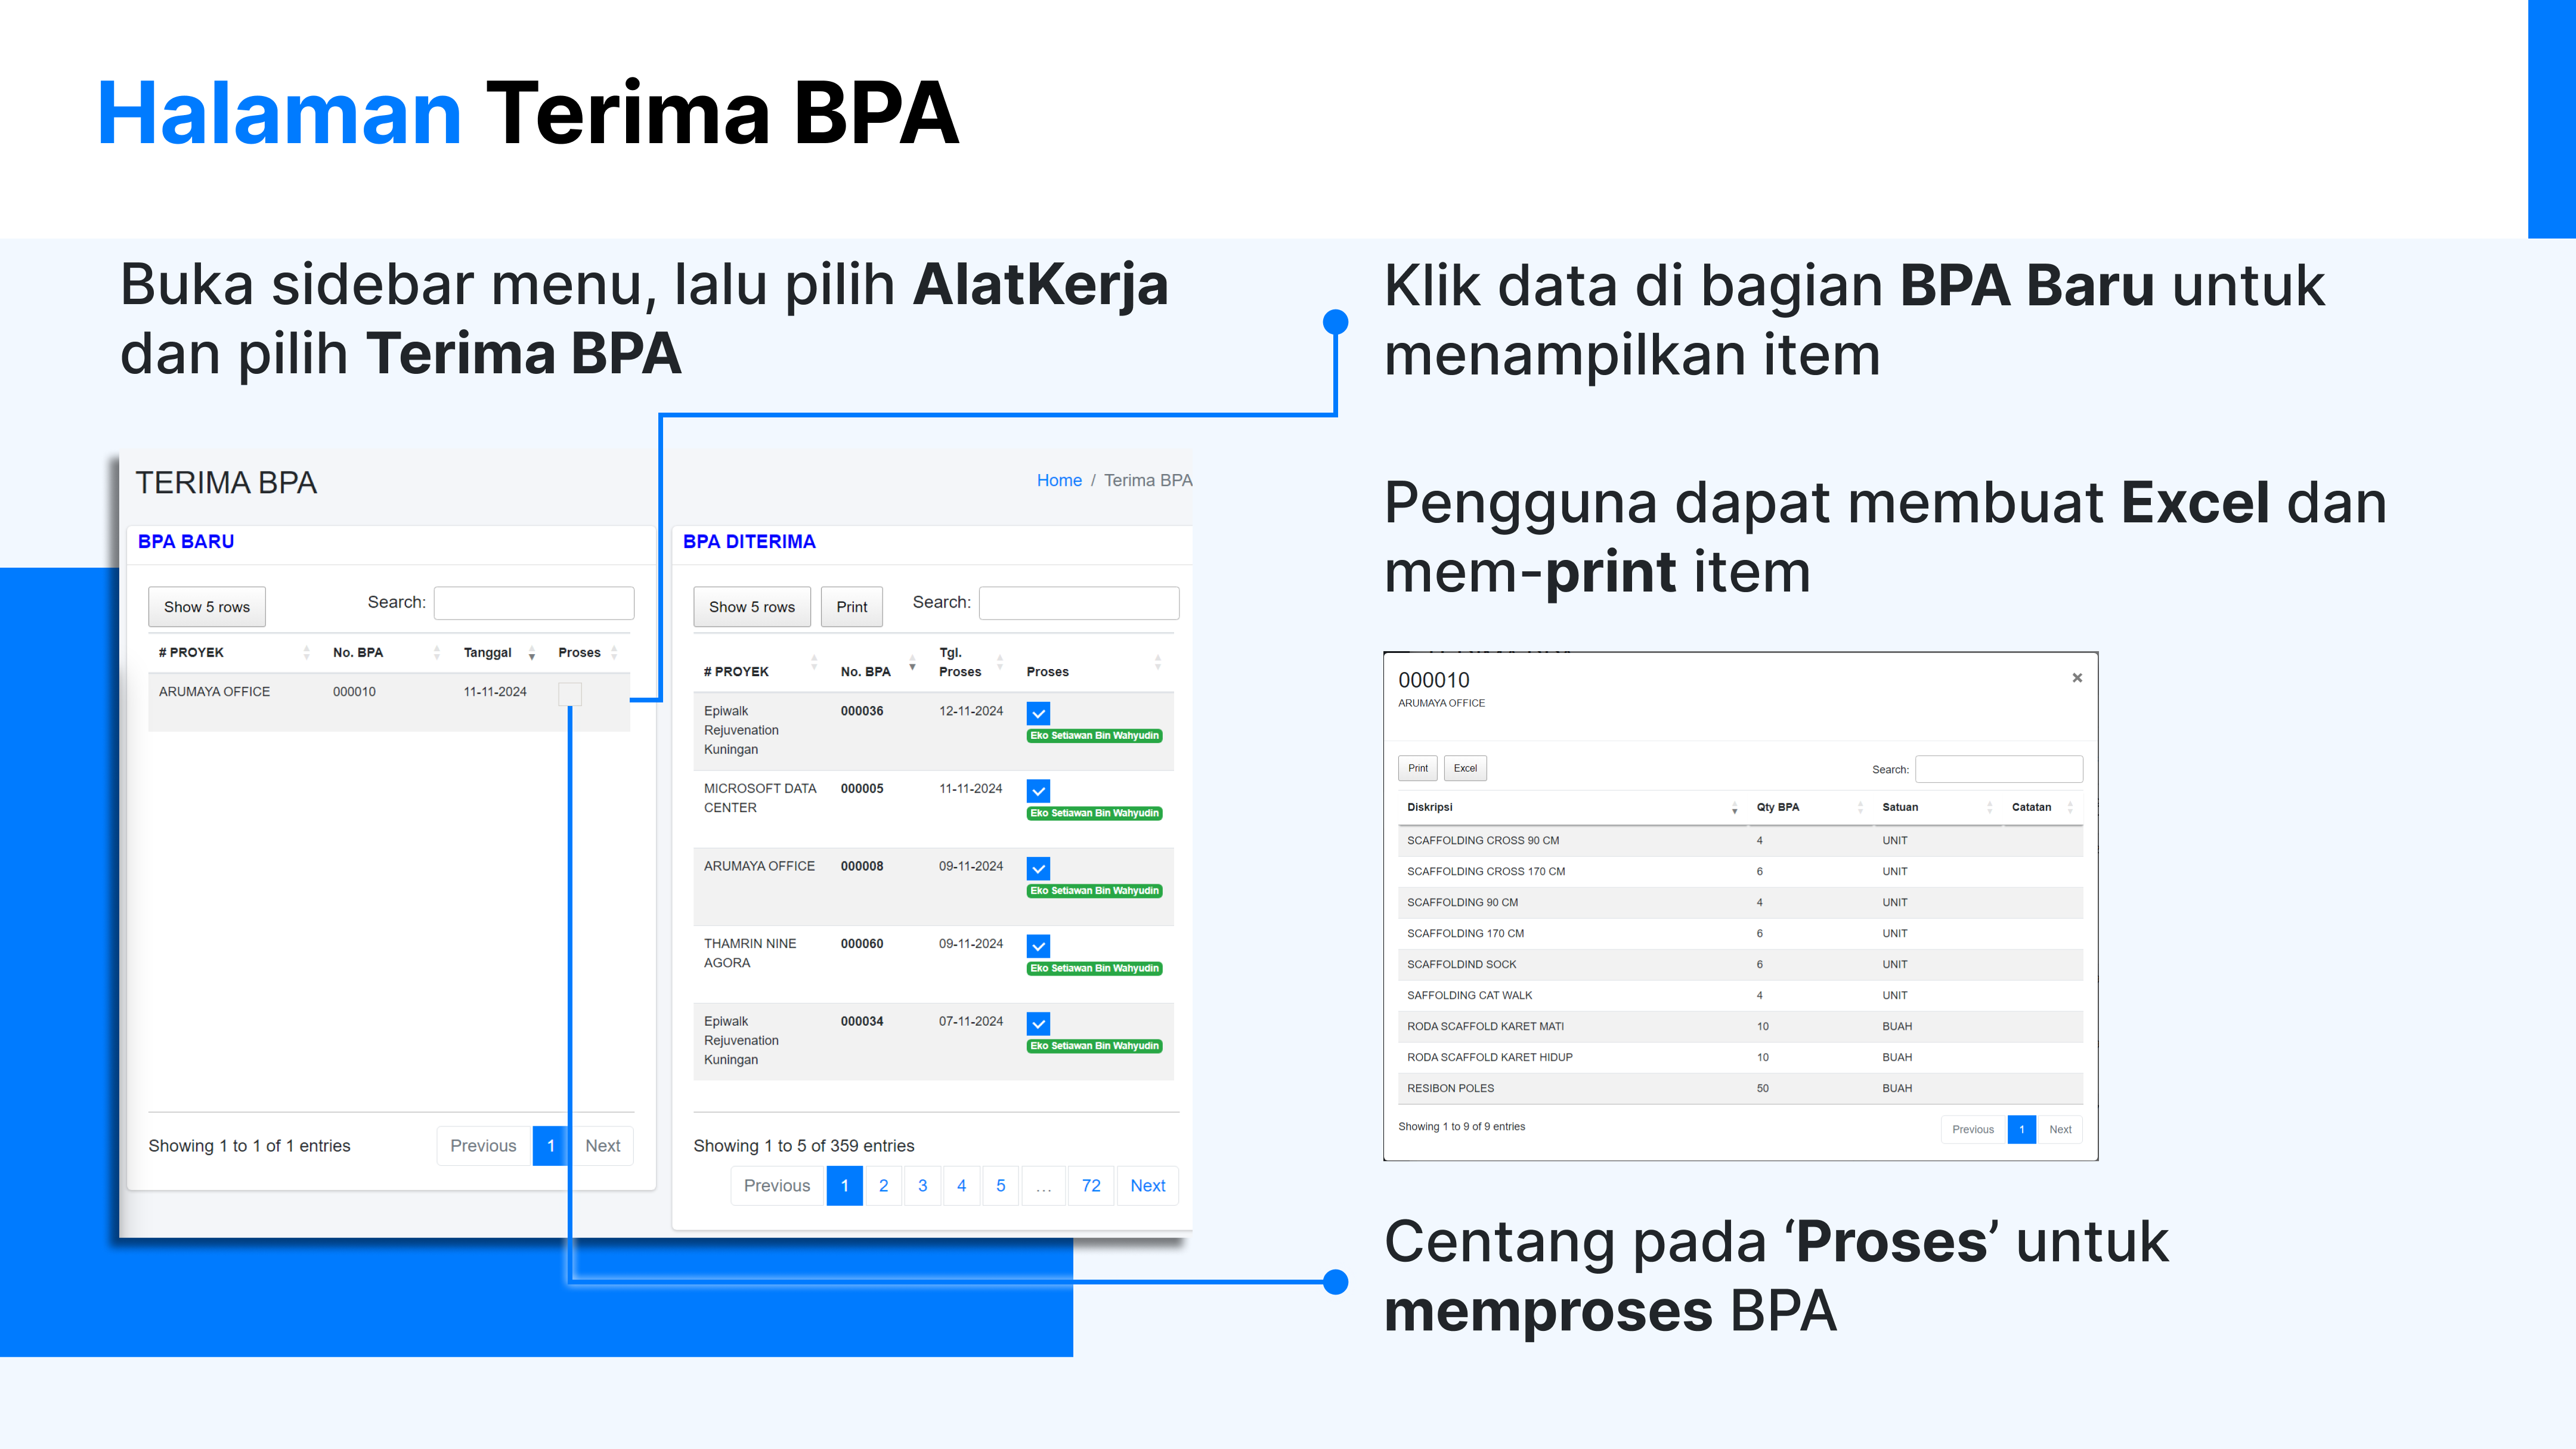 Halaman Terima BPA
Buka sidebar menu, lalu pilih AlatKerja
dan pilih Terima BPA
TERIMA BPA
Home / Terima BPA
BPA BARU
Show 5 rows
Search:
# PROYEK No. BPA Tanggal Proses
ARUMAYA OFFICE 000010 11-11-2024
Showing 1 to 1 of 1 entries
Previous 1 Next
BPA DITERIMA
Show 5 rows Print Search:
# PROYEK No. BPA Tgl. Proses Proses
Epiwalk Rejuvenation Kuningan 000036 12-11-2024 Eko Setiawan Bin Wahyudin
MICROSOFT DATA CENTER 000005 11-11-2024 Eko Setiawan Bin Wahyudin
ARUMAYA OFFICE 000008 09-11-2024 Eko Setiawan Bin Wahyudin
THAMRIN NINE AGORA 000060 09-11-2024 Eko Setiawan Bin Wahyudin
Epiwalk Rejuvenation Kuningan 000034 07-11-2024 Eko Setiawan Bin Wahyudin
Showing 1 to 5 of 359 entries
Previous 1 2 3 4 5 … 72 Next
Klik data di bagian BPA Baru untuk
menampilkan item
Pengguna dapat membuat Excel dan
mem-print item
000010
×
ARUMAYA OFFICE
Print Excel Search:
Diskripsi Qty BPA Satuan Catatan
SCAFFOLDING CROSS 90 CM 4 UNIT
SCAFFOLDING CROSS 170 CM 6 UNIT
SCAFFOLDING 90 CM 4 UNIT
SCAFFOLDING 170 CM 6 UNIT
SCAFFOLDIND SOCK 6 UNIT
SAFFOLDING CAT WALK 4 UNIT
RODA SCAFFOLD KARET MATI 10 BUAH
RODA SCAFFOLD KARET HIDUP 10 BUAH
RESIBON POLES 50 BUAH
Showing 1 to 9 of 9 entries
Previous 1 Next
Centang pada ‘Proses’ untuk
memproses BPA